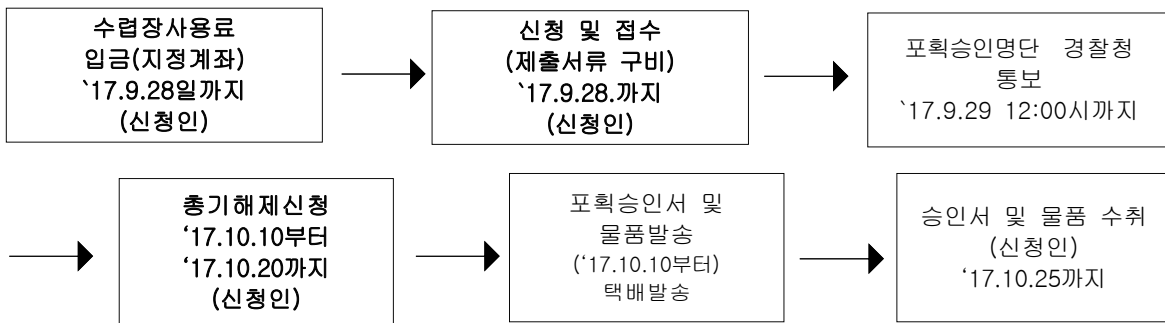 수렵장사용료
입금(지정계좌)
`17.9.28일까지
(신청인)
신청 및 접수
(제출서류 구비)
`17.9.28.까지
(신청인)
포획승인명단 경찰청
통보
`17.9.29 12:00시까지
총기해제신청
‘17.10.10부터
‘17.10.20까지
(신청인)
포획승인서 및
물품발송
(‘17.10.10부터)
택배발송
승인서 및 물품 수취
(신청인)
‘17.10.25까지